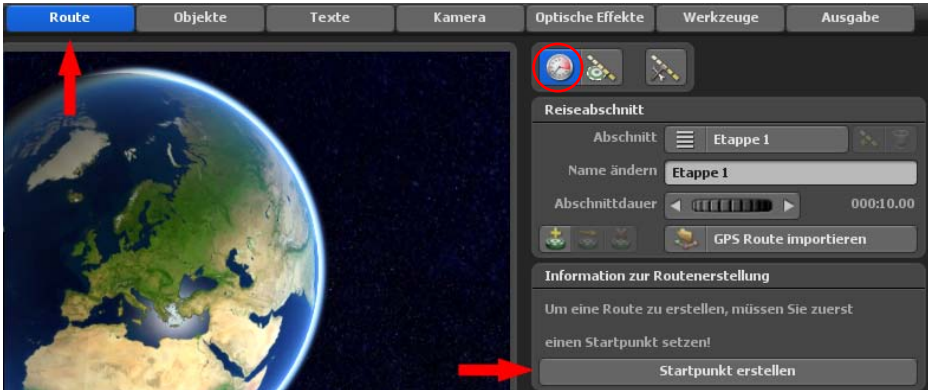 Route Objekte Texte Kamera Optische Effekte Werkzeuge Ausgabe
Reiseabschnitt
Abschnitt Etappe 1
Name ändern Etappe 1
Abschnittdauer 000:10.00
GPS Route importieren
Information zur Routenerstellung
Um eine Route zu erstellen, müssen Sie zuerst
einen Startpunkt setzen!
Startpunkt erstellen